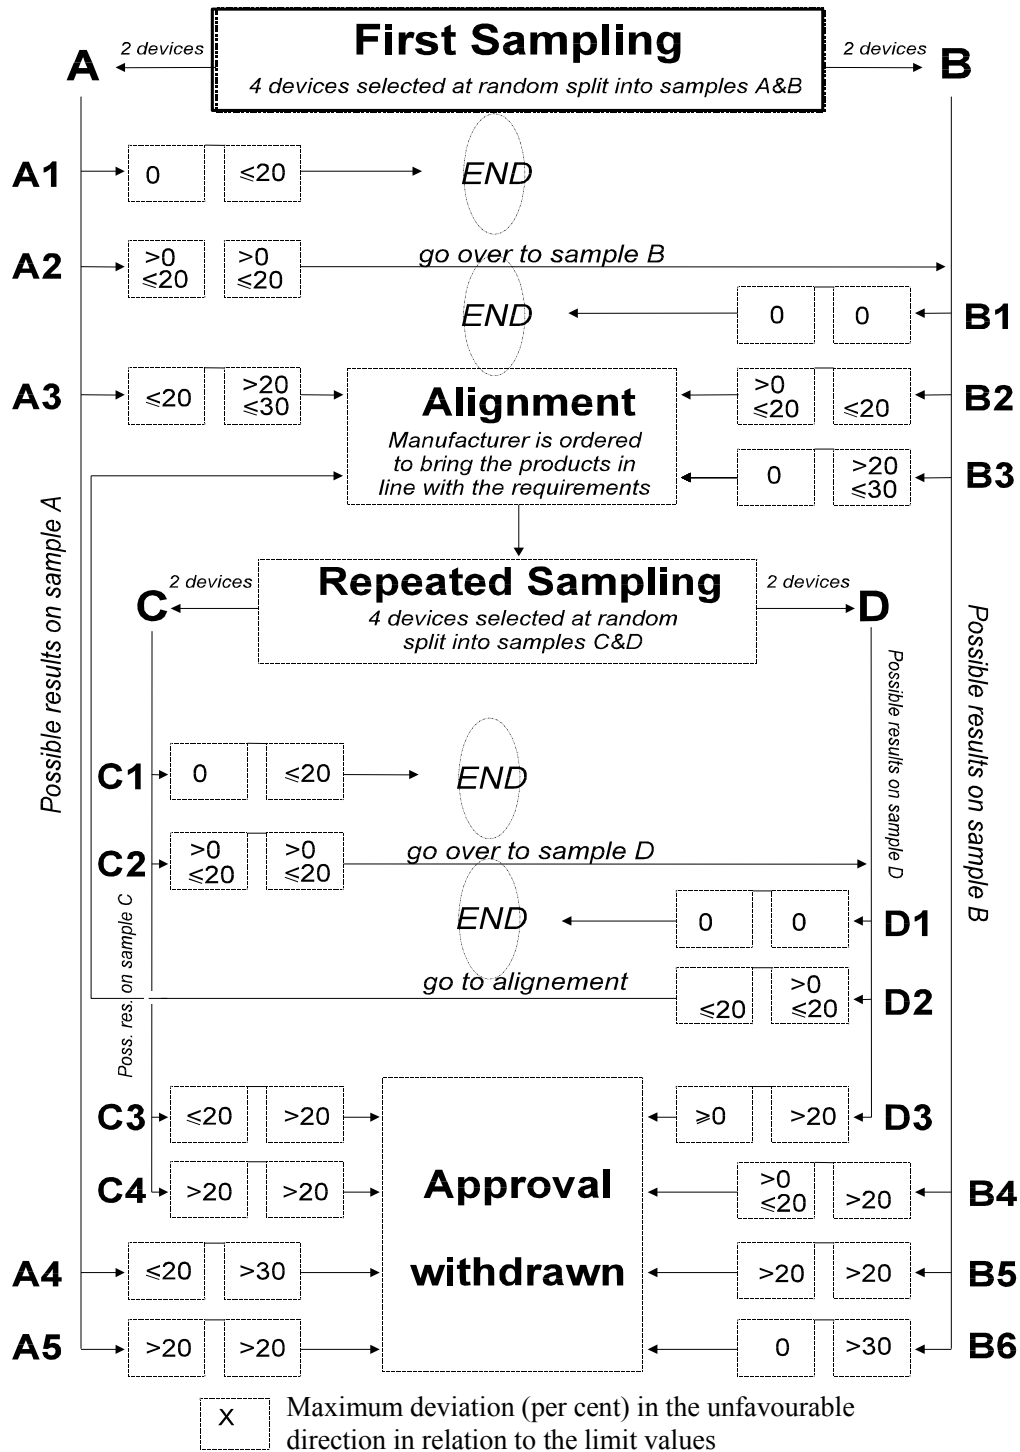 First Sampling
A 2 devices 2 devices B
4 devices selected at random split into samples A&B
A1 0 ≤20 END
A2 >0 ≤20 >0 ≤20 go over to sample B
END 0 0 B1
A3 ≤20 >20 ≤30 Alignment >0 ≤20 ≤20 B2
Manufacturer is ordered
to bring the products in
line with the requirements
0 >20 ≤30 B3
Possible results on sample A
Repeated Sampling
C 2 devices 2 devices D
4 devices selected at random
split into samples C&D
Possible results on sample D
Possible results on sample B
C1 0 ≤20 END
C2 >0 ≤20 >0 ≤20 go over to sample D
Poss. res. on sample C
END 0 0 D1
go to alignement ≤20 >0 ≤20 D2
C3 ≤20 >20 ≥0 >20 D3
C4 >20 >20 Approval >0 ≤20 >20 B4
A4 ≤20 >30 withdrawn >20 >20 B5
A5 >20 >20 0 >30 B6
X Maximum deviation (per cent) in the unfavourable
direction in relation to the limit values